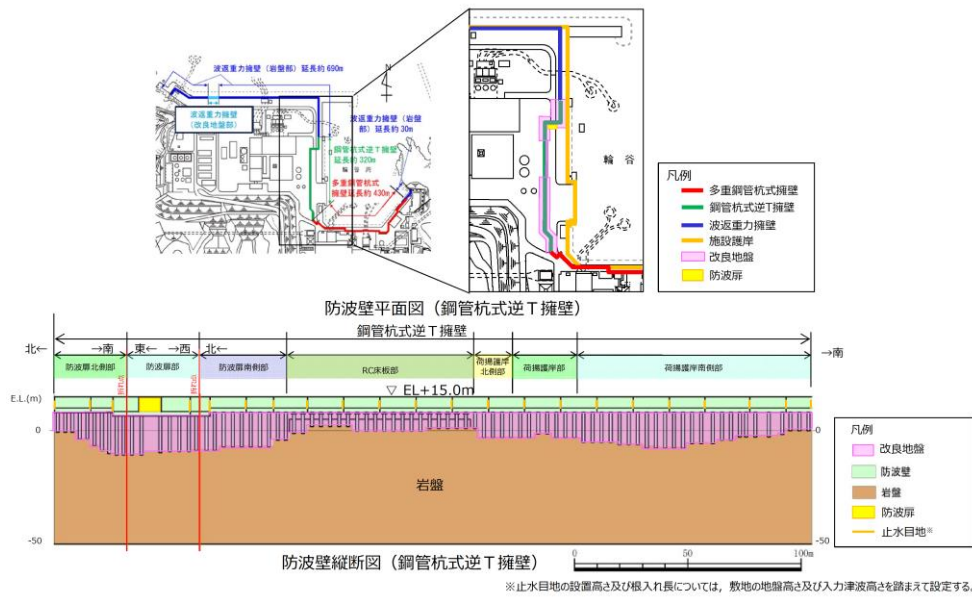 波返重力擁壁（岩盤部）延長約690m
N
波返重力擁壁
（改良地盤部）
波返重力擁壁（岩盤
部）延長約30m
鋼管杭式逆T擁壁
延長約320m
輪谷湾
多重鋼管杭式
擁壁延長約430m
輪谷
凡例
多重鋼管杭式擁壁
鋼管杭式逆T擁壁
波返重力擁壁
施設護岸
改良地盤
防波扉
防波壁平面図（鋼管杭式逆Ｔ擁壁）
鋼管杭式逆Ｔ擁壁
北← →南 東← →西 北← →南
防波扉北側部 防波扉部 防波扉南側部 RC床板部 荷揚護岸北側部 荷揚護岸部 荷揚護岸南側部
▽ EL+15.0m
E.L.(m)
0 0
岩盤
-50 -50
凡例
改良地盤
防波壁
岩盤
防波扉
止水目地※
防波壁縦断図（鋼管杭式逆Ｔ擁壁）
0 50 100m
※止水目地の設置高さ及び根入れ長については，敷地の地盤高さ及び入力津波高さを踏まえて設定する。